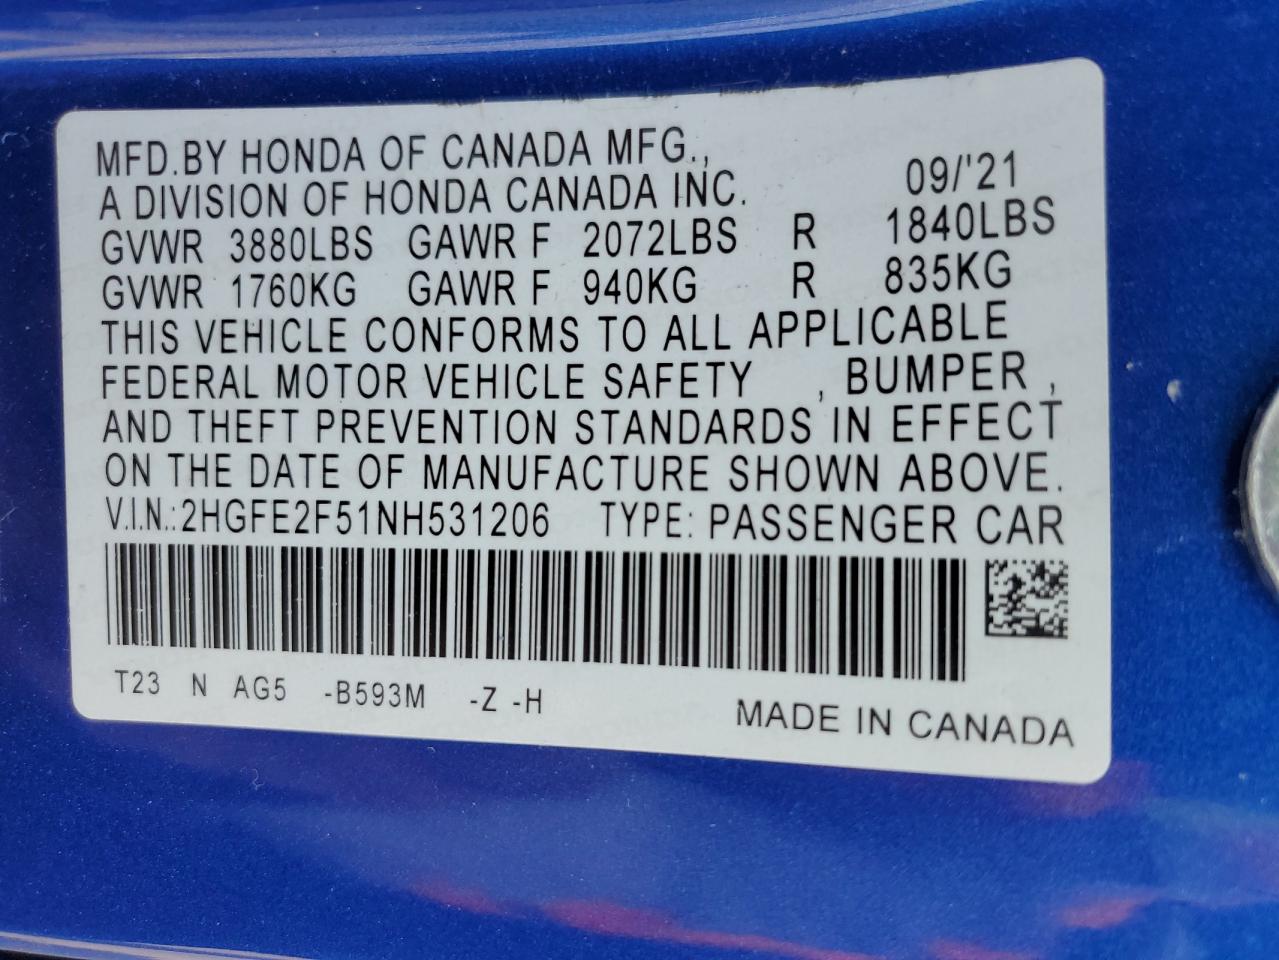 MFD.BY HONDA OF CANADA MFG.,
A DIVISION OF HONDA CANADA INC. 09/'21
GVWR 3880LBS GAWR F 2072LBS R 1840LBS
GVWR 1760KG GAWR F 940KG R 835KG
THIS VEHICLE CONFORMS TO ALL APPLICABLE
FEDERAL MOTOR VEHICLE SAFETY , BUMPER ,
AND THEFT PREVENTION STANDARDS IN EFFECT
ON THE DATE OF MANUFACTURE SHOWN ABOVE.
V.I.N.: 2HGFE2F51NH531206 TYPE: PASSENGER CAR
T23 N AG5 -B593M -Z -H
MADE IN CANADA